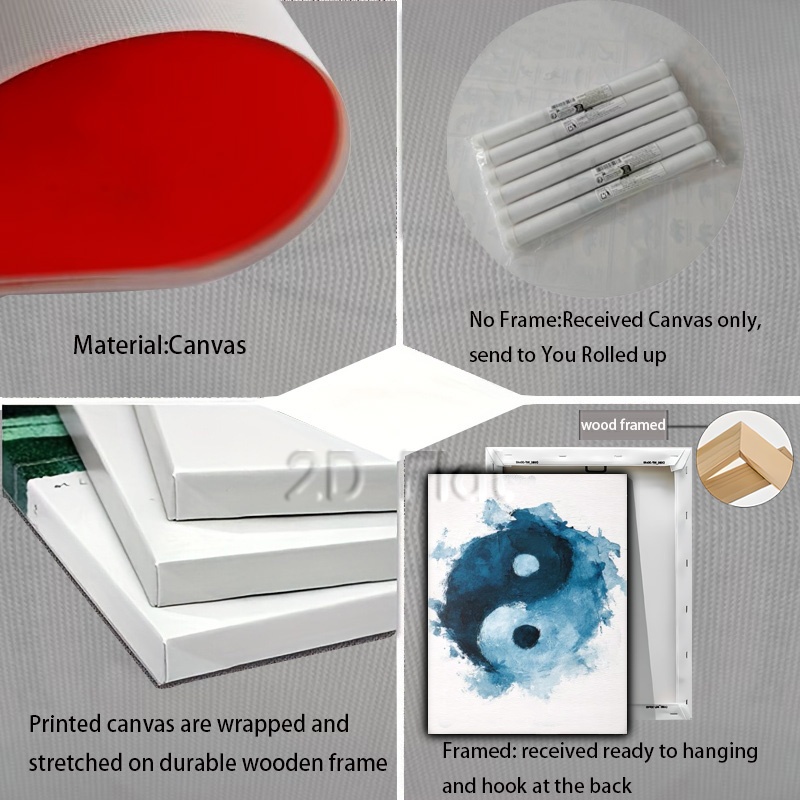 Material:Canvas
No Frame:Received Canvas only,
send to You Rolled up
2D Flat
wood framed
Printed canvas are wrapped and
stretched on durable wooden frame
Framed: received ready to hanging
and hook at the back